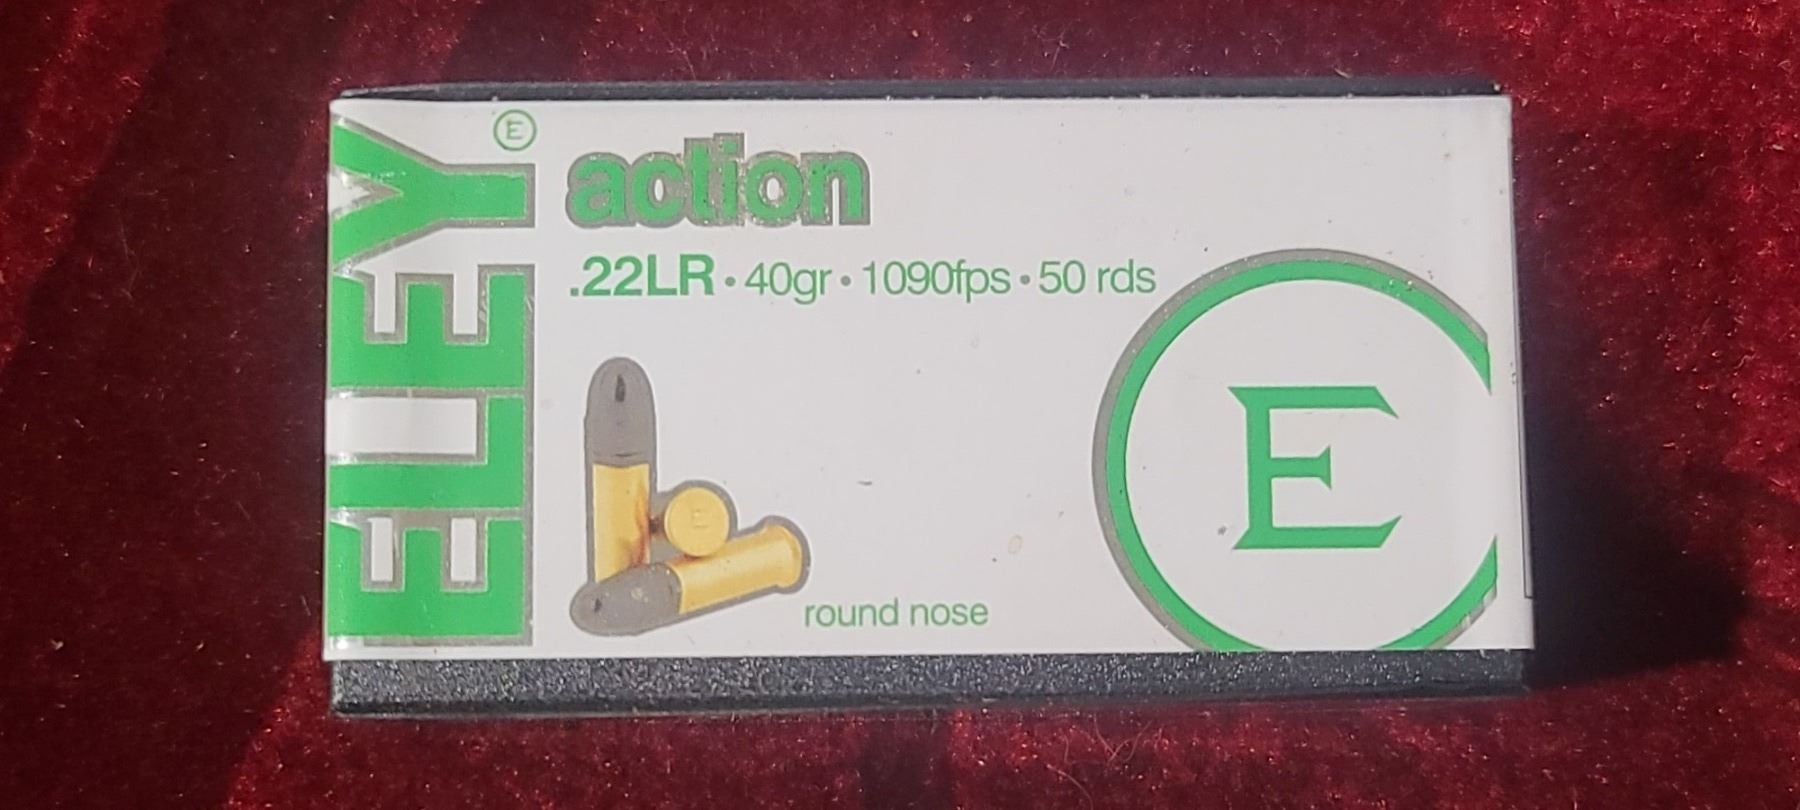 ELEY
E
action
.22LR • 40gr • 1090fps • 50 rds
E
E
round nose